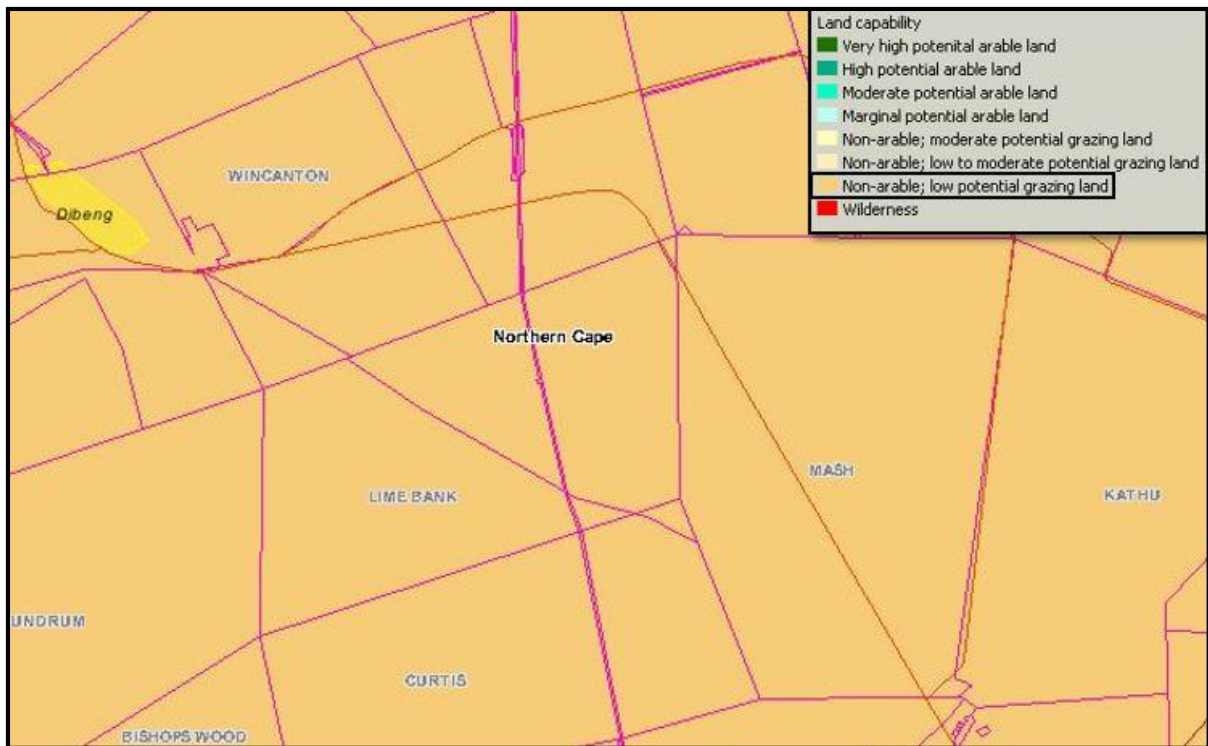 Land capability
Very high potenital arable land
High potential arable land
Moderate potential arable land
Marginal potential arable land
Non-arable; moderate potential grazing land
Non-arable; low to moderate potential grazing land
Non-arable; low potential grazing land
Wilderness
WINCANTON
Dibeng
Northern Cape
MASH
LIME BANK
KATHU
UNDRUM
CURTIS
BISHOPS WOOD